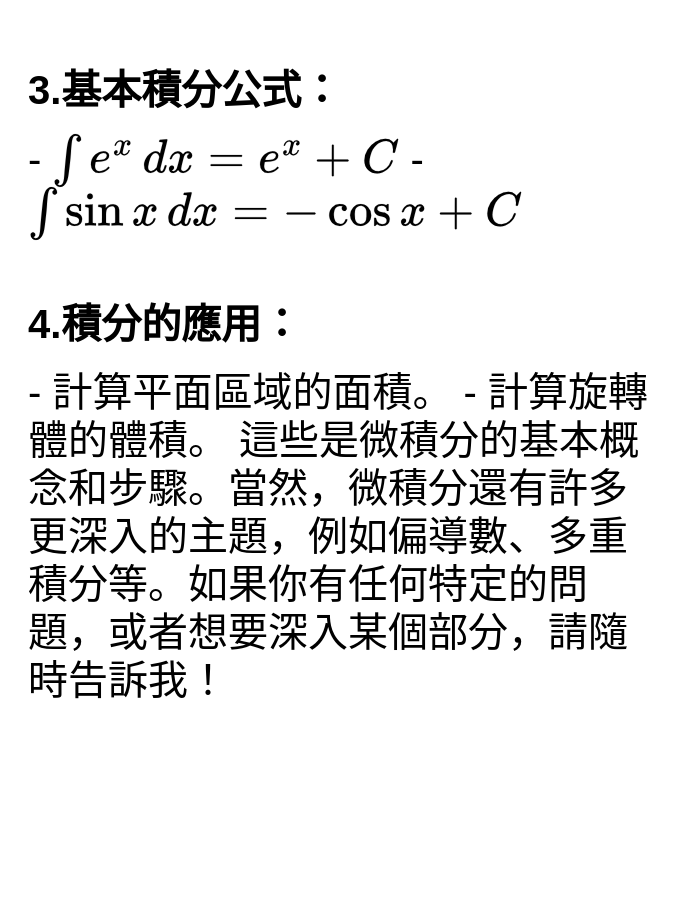 3.基本積分公式：
- ∫ e^x dx = e^x + C -
∫ sin x dx = − cos x + C
4.積分的應用：
- 計算平面區域的面積。 - 計算旋轉
體的體積。 這些是微積分的基本概
念和步驟。當然，微積分還有許多
更深入的主題，例如偏導數、多重
積分等。如果你有任何特定的問
題，或者想要深入某個部分，請隨
時告訴我！